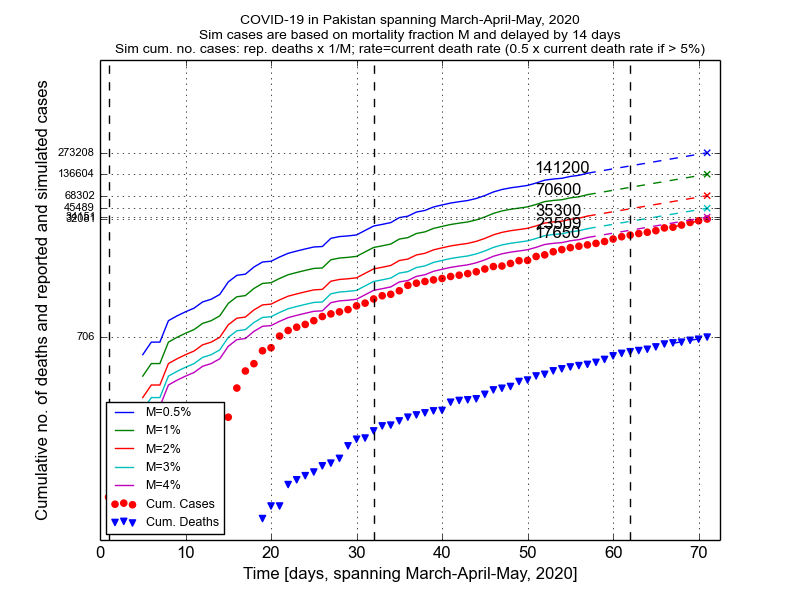 COVID-19 in Pakistan spanning March-April-May, 2020
Sim cases are based on mortality fraction M and delayed by 14 days
Sim cum. no. cases: rep. deaths x 1/M; rate=current death rate (0.5 x current death rate if > 5%)
Cumulative no. of deaths and reported and simulated cases
273208
136604
68302
45489
706
141200
70600
35300
23509
17650
M=0.5%
M=1%
M=2%
M=3%
M=4%
Cum. Cases
Cum. Deaths
0 10 20 30 40 50 60 70
Time [days, spanning March-April-May, 2020]